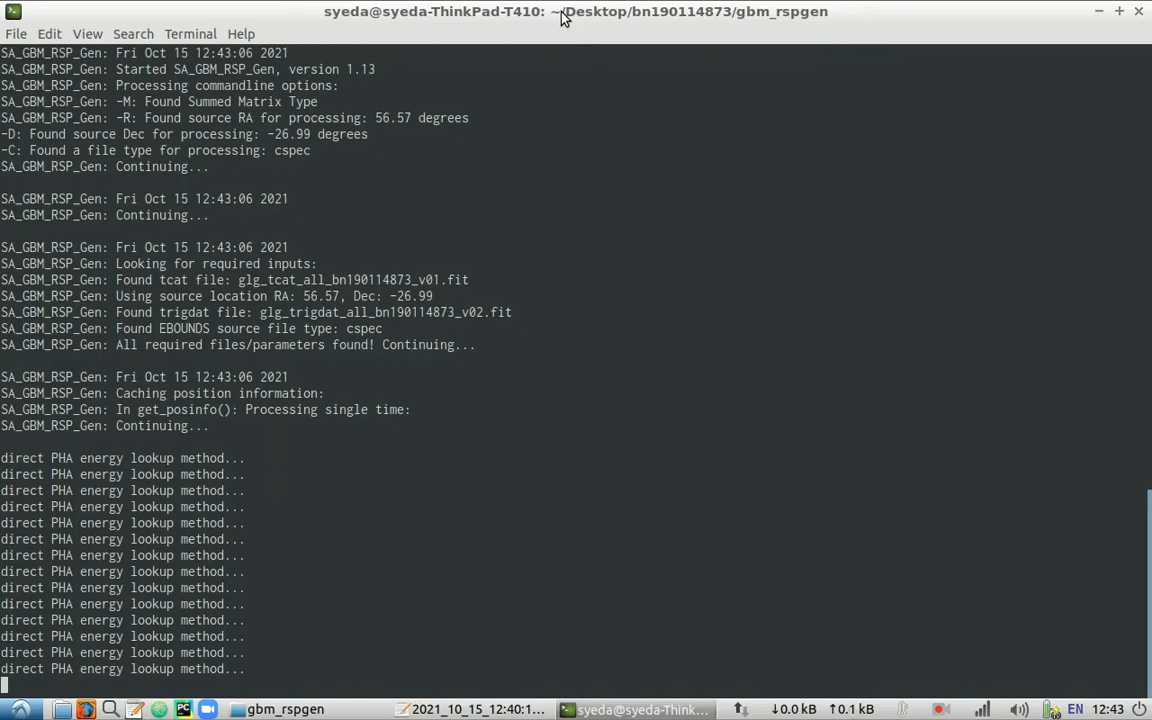 syeda@syeda-ThinkPad-T410: ~/Desktop/bn190114873/gbm_rspgen
File Edit View Search Terminal Help
SA_GBM_RSP_Gen: Fri Oct 15 12:43:06 2021
SA_GBM_RSP_Gen: Started SA_GBM_RSP_Gen, version 1.13
SA_GBM_RSP_Gen: Processing commandline options:
SA_GBM_RSP_Gen: -M: Found Summed Matrix Type
SA_GBM_RSP_Gen: -R: Found source RA for processing: 56.57 degrees
-D: Found source Dec for processing: -26.99 degrees
-C: Found a file type for processing: cspec
SA_GBM_RSP_Gen: Continuing...
SA_GBM_RSP_Gen: Fri Oct 15 12:43:06 2021
SA_GBM_RSP_Gen: Continuing...
SA_GBM_RSP_Gen: Fri Oct 15 12:43:06 2021
SA_GBM_RSP_Gen: Looking for required inputs:
SA_GBM_RSP_Gen: Found tcat file: glg_tcat_all_bn190114873_v01.fit
SA_GBM_RSP_Gen: Using source location RA: 56.57, Dec: -26.99
SA_GBM_RSP_Gen: Found trigdat file: glg_trigdat_all_bn190114873_v02.fit
SA_GBM_RSP_Gen: Found EBOUNDS source file type: cspec
SA_GBM_RSP_Gen: All required files/parameters found! Continuing...
SA_GBM_RSP_Gen: Fri Oct 15 12:43:06 2021
SA_GBM_RSP_Gen: Caching position information:
SA_GBM_RSP_Gen: In get_posinfo(): Processing single time:
SA_GBM_RSP_Gen: Continuing...
direct PHA energy lookup method...
direct PHA energy lookup method...
direct PHA energy lookup method...
direct PHA energy lookup method...
direct PHA energy lookup method...
direct PHA energy lookup method...
direct PHA energy lookup method...
direct PHA energy lookup method...
direct PHA energy lookup method...
direct PHA energy lookup method...
direct PHA energy lookup method...
direct PHA energy lookup method...
direct PHA energy lookup method...
direct PHA energy lookup method...
PC gbm_rspgen 2021_10_15_12:40:1... syeda@syeda-Think... ↓0.0 kB ↑0.1 kB EN 12:43